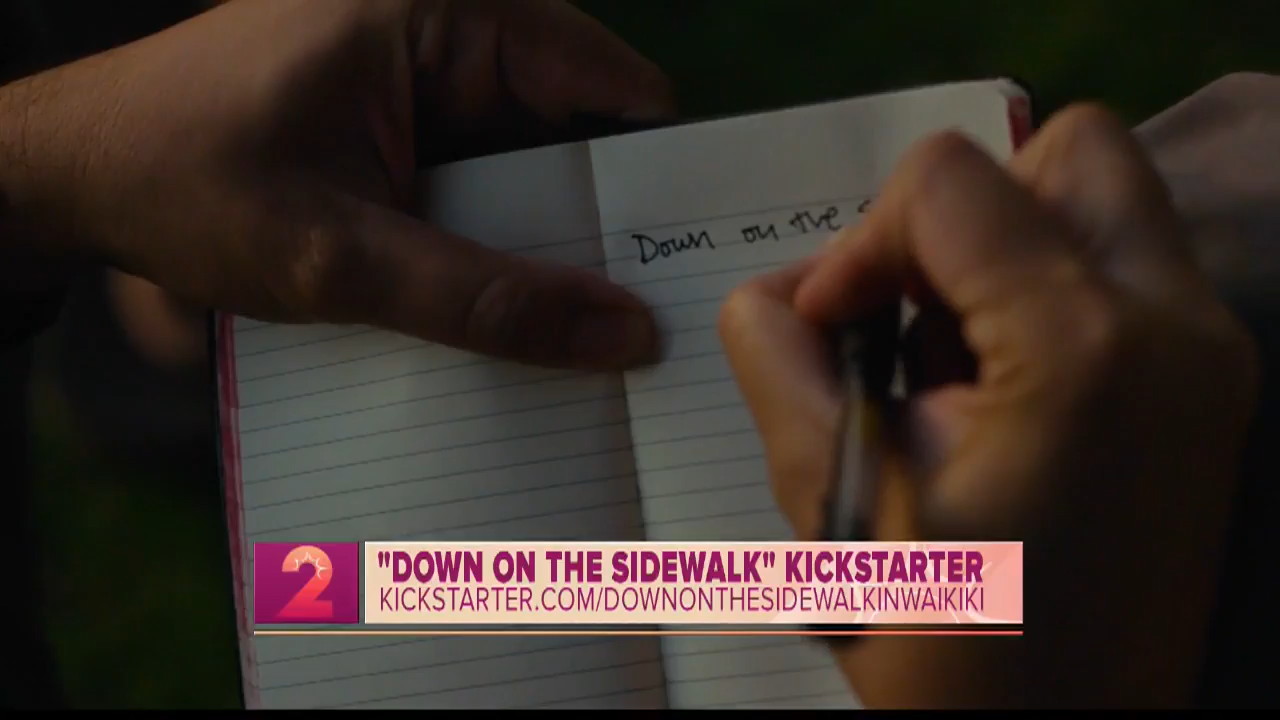 Down on the
2
"DOWN ON THE SIDEWALK" KICKSTARTER
KICKSTARTER.COM/DOWNONTHESIDEWALKINWAIKIKI